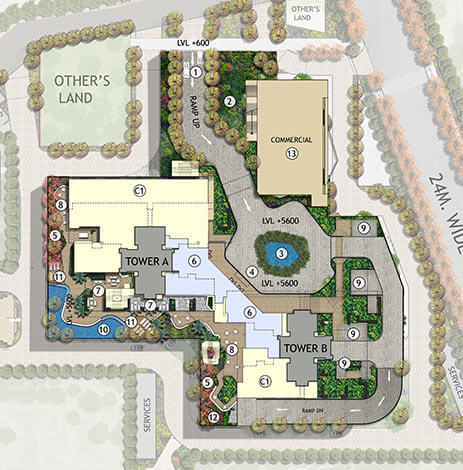 OTHER'S
LAND
LVL +600
OTHER'S
LAND
1
RAMP UP
2
COMMERCIAL
13
24M. WIDE
C1
8
5
LVL +5600
9
3
TOWER A
6
4
LVL +5600
11
7
7
9
10
11
6
8
TOWER B
9
9
5
C1
12
RAMP DN
SERVICES
SERVICES